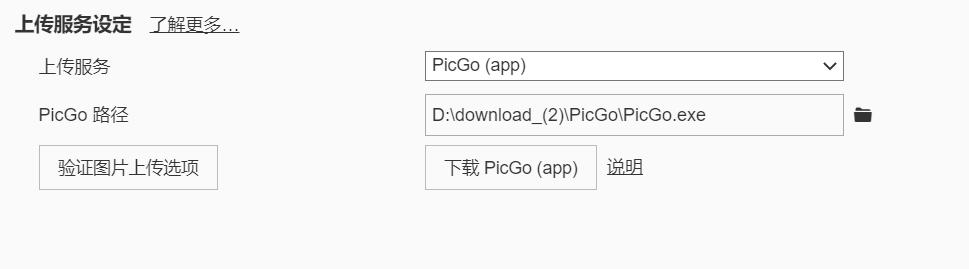 上传服务设定 了解更多…
上传服务 PicGo (app)
PicGo 路径 D:\download_(2)\PicGo\PicGo.exe
验证图片上传选项 下载 PicGo (app) 说明